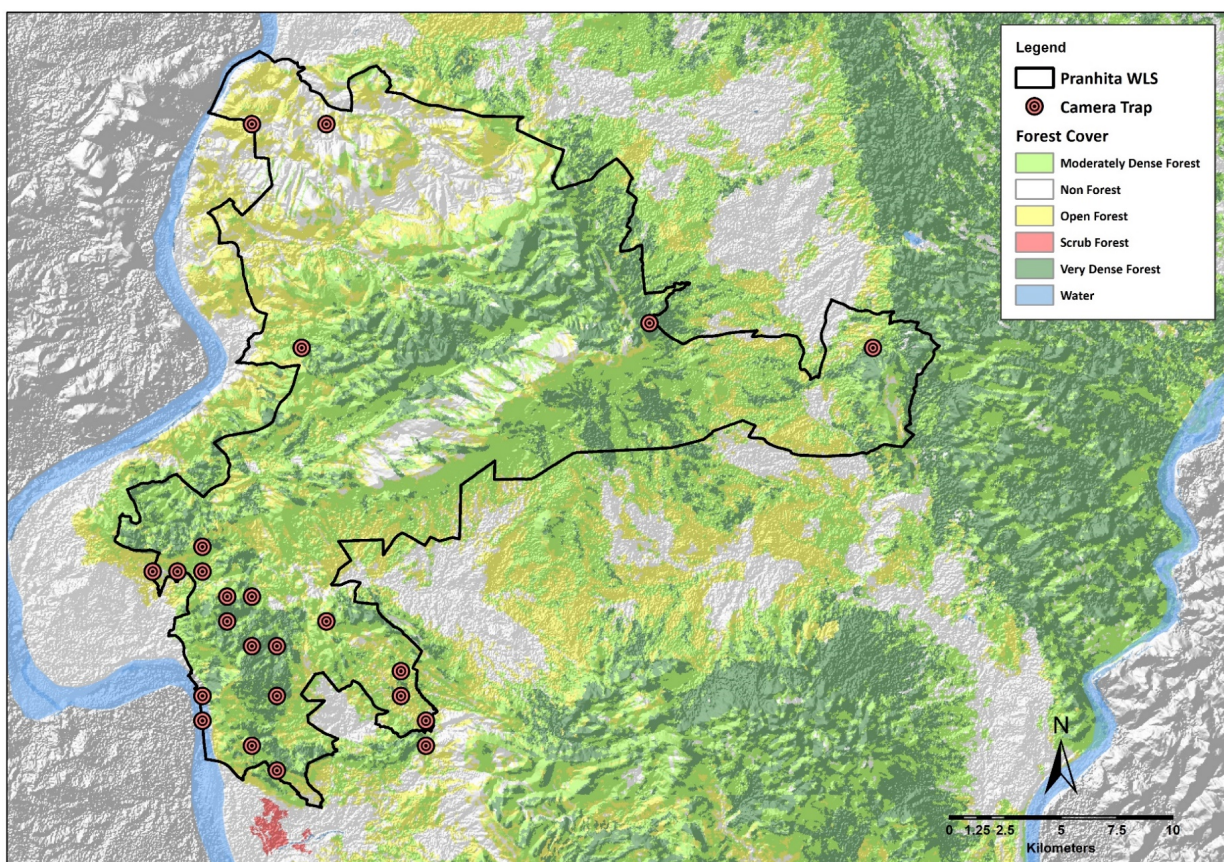 Legend
Pranhita WLS
Camera Trap
Forest Cover
Moderately Dense Forest
Non Forest
Open Forest
Scrub Forest
Very Dense Forest
Water
N
0 1.25 2.5 5 7.5 10
Kilometers